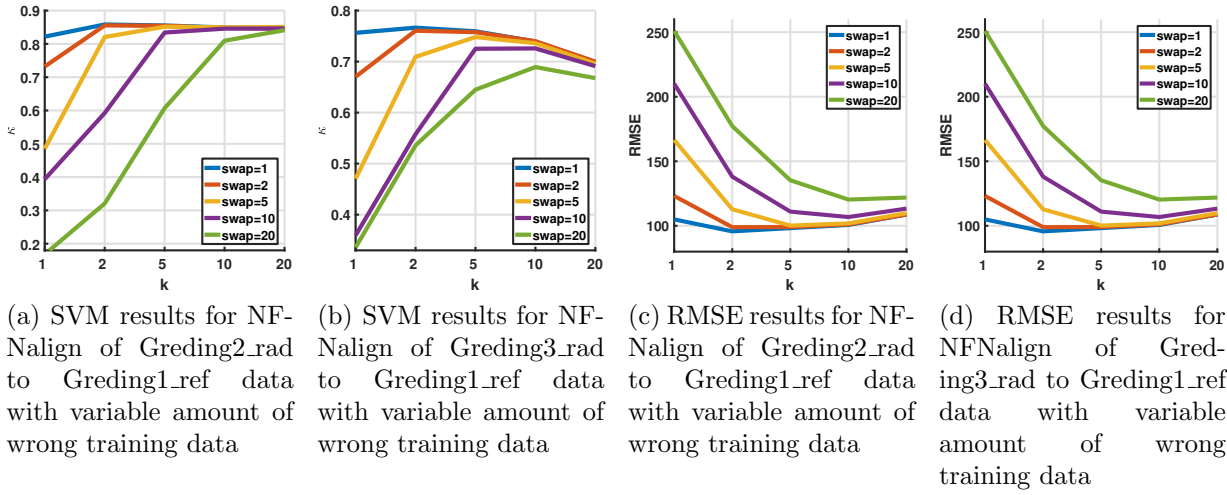 0.9
0.8
0.7
0.6
0.5
0.4
0.3
0.2
κ
1
2
5
10
20
k
swap=1
swap=2
swap=5
swap=10
swap=20
(a) SVM results for NF-
Nalign of Greding2_rad
to Greding1_ref data
with variable amount of
wrong training data
0.8
0.7
0.6
0.5
0.4
κ
1
2
5
10
20
k
swap=1
swap=2
swap=5
swap=10
swap=20
(b) SVM results for NF-
Nalign of Greding3_rad
to Greding1_ref data
with variable amount of
wrong training data
250
200
150
100
RMSE
1
2
5
10
20
k
swap=1
swap=2
swap=5
swap=10
swap=20
(c) RMSE results for NF-
Nalign of Greding2_rad
to Greding1_ref data
with variable amount of
wrong training data
250
200
150
100
RMSE
1
2
5
10
20
k
swap=1
swap=2
swap=5
swap=10
swap=20
(d) RMSE results for
NFNalign of Gred-
ing3_rad to Greding1_ref
data with variable
amount of wrong
training data